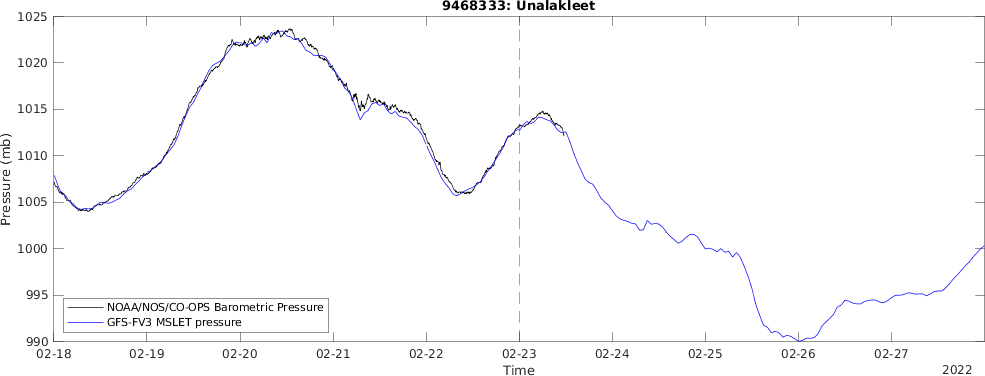 9468333: Unalakleet
Pressure (mb)
1025
1020
1015
1010
1005
1000
995
990
NOAA/NOS/CO-OPS Barometric Pressure
GFS-FV3 MSLET pressure
02-18 02-19 02-20 02-21 02-22 02-23 02-24 02-25 02-26 02-27
Time
2022